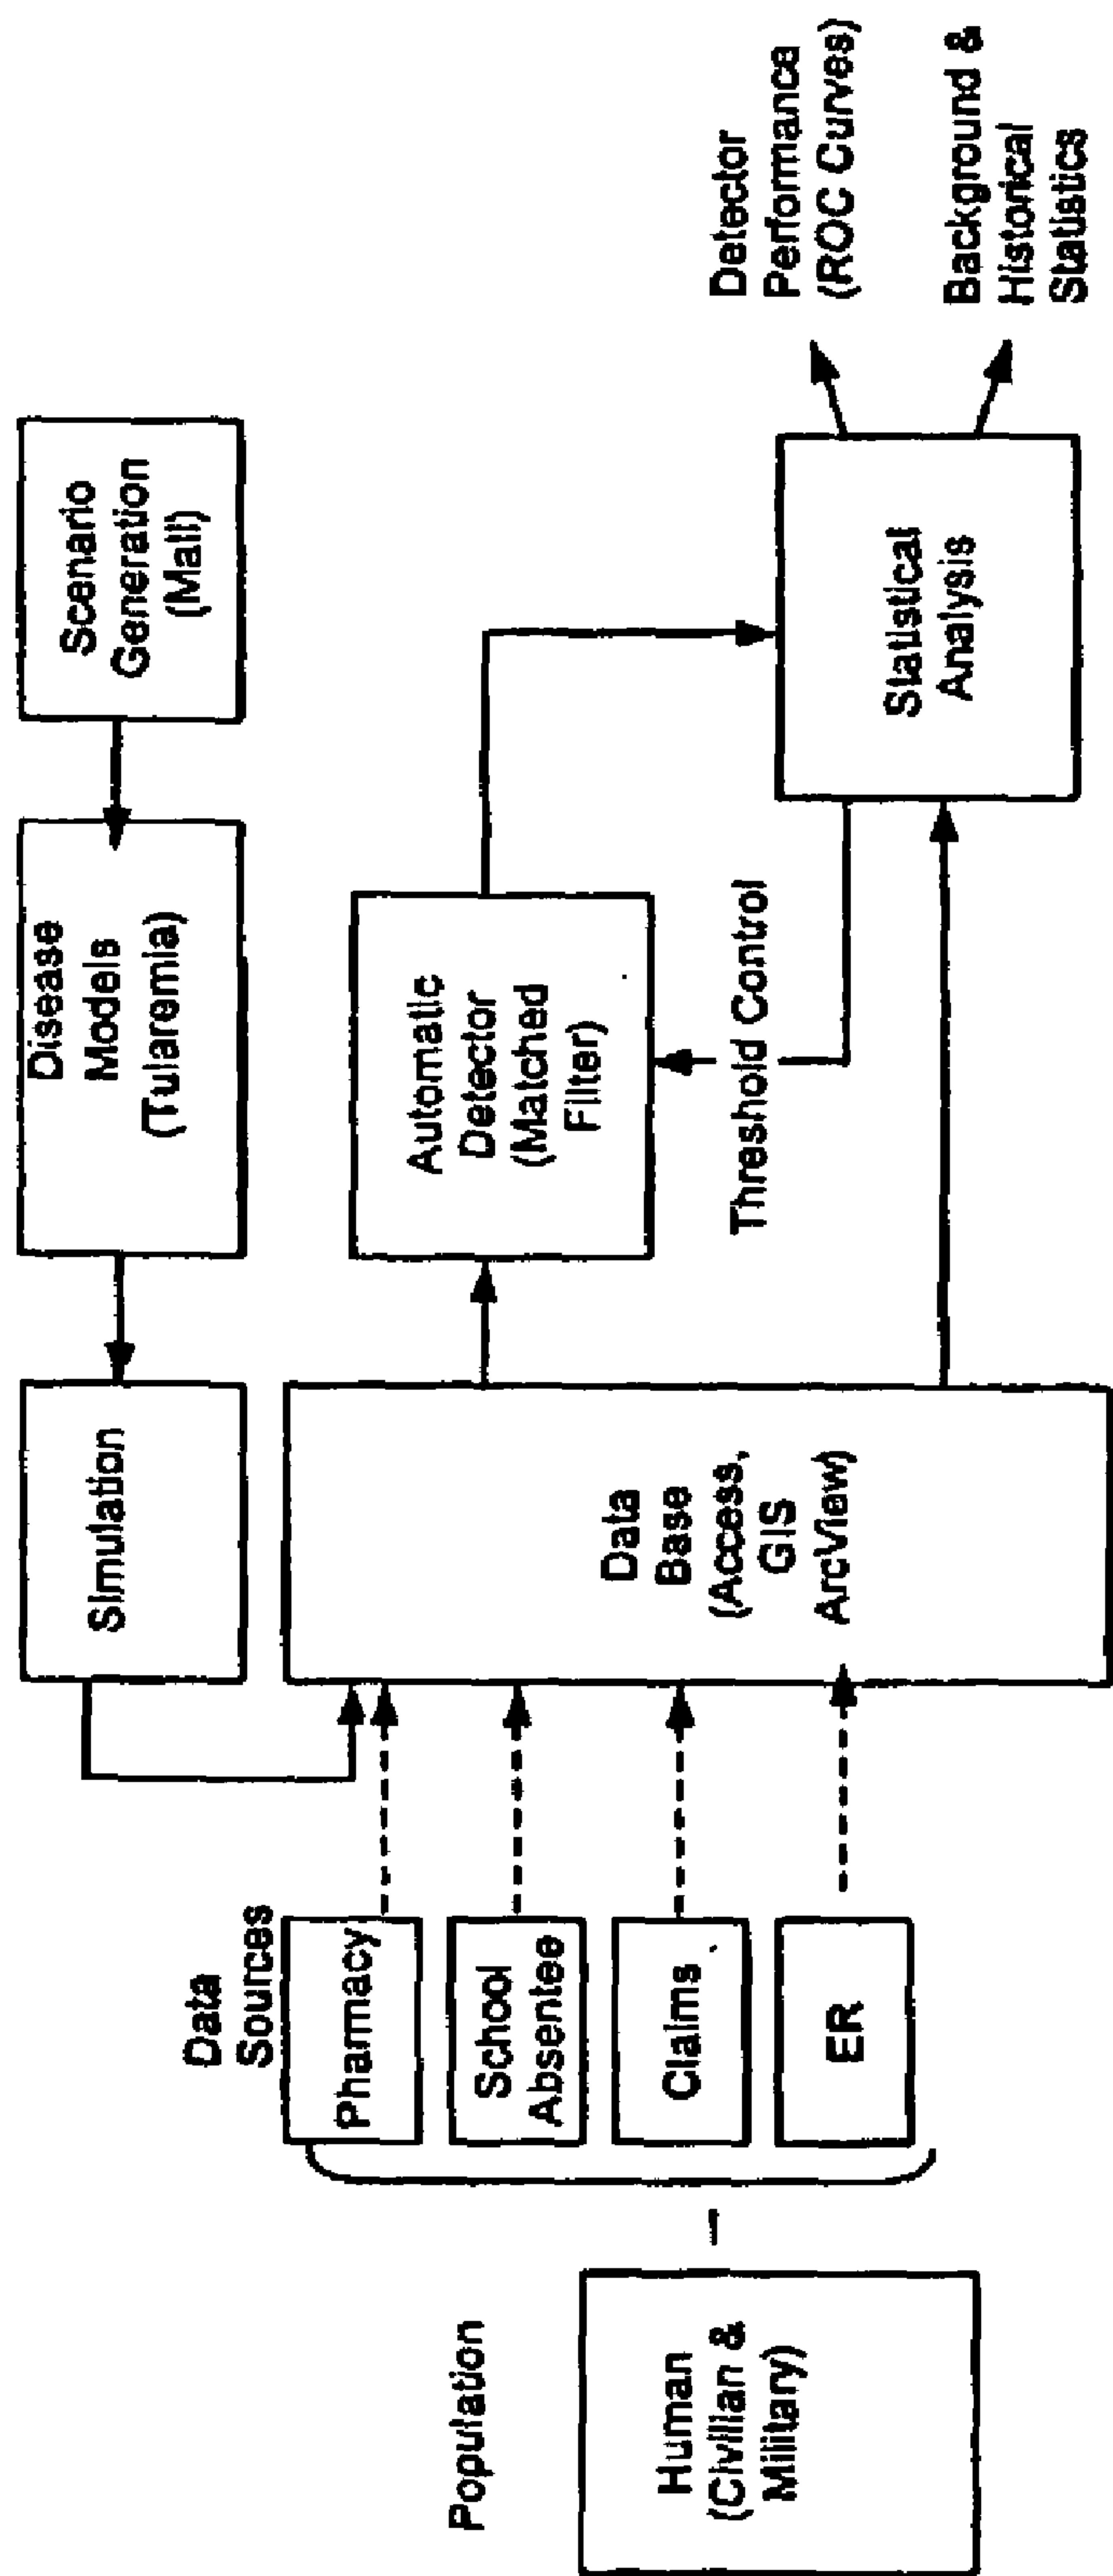 Scenario
Generation
(Mall)
Disease
Models
(Tularemia)
Simulation
Population
Human
(Civilian &
Military)
Data
Sources
Pharmacy
School
Absentee
Claims
ER
Data
Base
(Access,
GIS
ArcView)
Automatic
Detector
(Matched
Filter)
Threshold Control
Statistical
Analysis
Detector
Performance
(ROC Curves)
Background &
Historical
Statistics